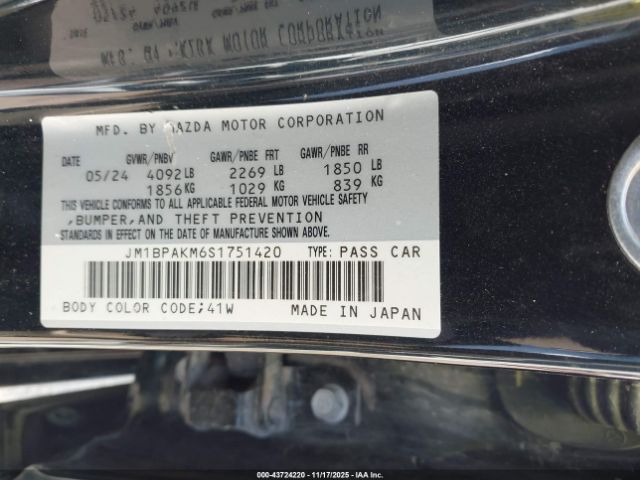 MFD. BY MAZDA MOTOR CORPORATION
DATE GVWR/PNBV GAWR/PNBE FRT GAWR/PNBE RR
05/24 4092 LB 2269 LB 1850 LB
1856 KG 1029 KG 839 KG
THIS VEHICLE CONFORMS TO ALL APPLICABLE FEDERAL MOTOR VEHICLE SAFETY
,BUMPER,AND THEFT PREVENTION
STANDARDS IN EFFECT ON THE DATE OF MANUFACTURE SHOWN ABOVE.
JM1BPAKM6S1751420 TYPE: PASS CAR
BODY COLOR CODE;41W MADE IN JAPAN
000-43724220 11/17/2025 IAA Inc.